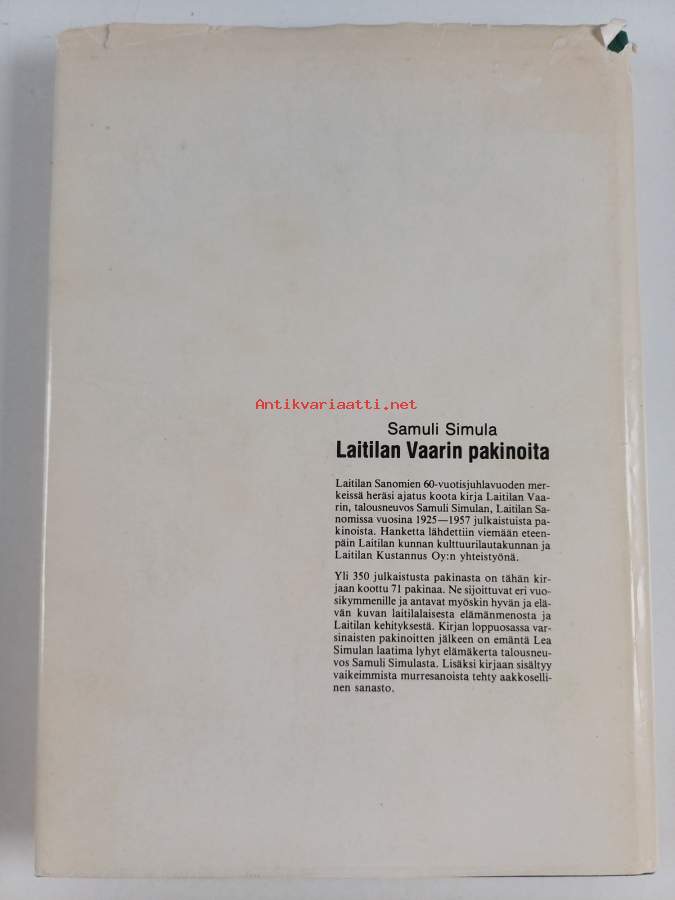 Antikvariaatti.net
Samuli Simula
Laitilan Vaarin pakinoita
Laitilan Sanomien 60-vuotisjuhlavuoden mer-
keissä heräsi ajatus koota kirja Laitilan Vaa-
rin, talousneuvos Samuli Simulan, Laitilan Sa-
nomissa vuosina 1925—1957 julkaistuista pa-
kinoista. Hanketta lähdettiin viemään eteen-
päin Laitilan kunnan kulttuurilautakunnan ja
Laitilan Kustannus Oy:n yhteistyönä.
Yli 350 julkaistusta pakinasta on tähän kir-
jaan koottu 71 pakinaa. Ne sijoittuvat eri vuo-
sikymmenille ja antavat myöskin hyvän ja elä-
vän kuvan laitilalaisesta elämänmenosta ja
Laitilan kehityksestä. Kirjan loppuosassa var-
sinaisten pakinoitten jälkeen on emäntä Lea
Simulan laatima lyhyt elämäkerta talousneu-
vos Samuli Simulasta. Lisäksi kirjaan sisältyy
vaikeimmista murresanoista tehty aakkoselli-
nen sanasto.